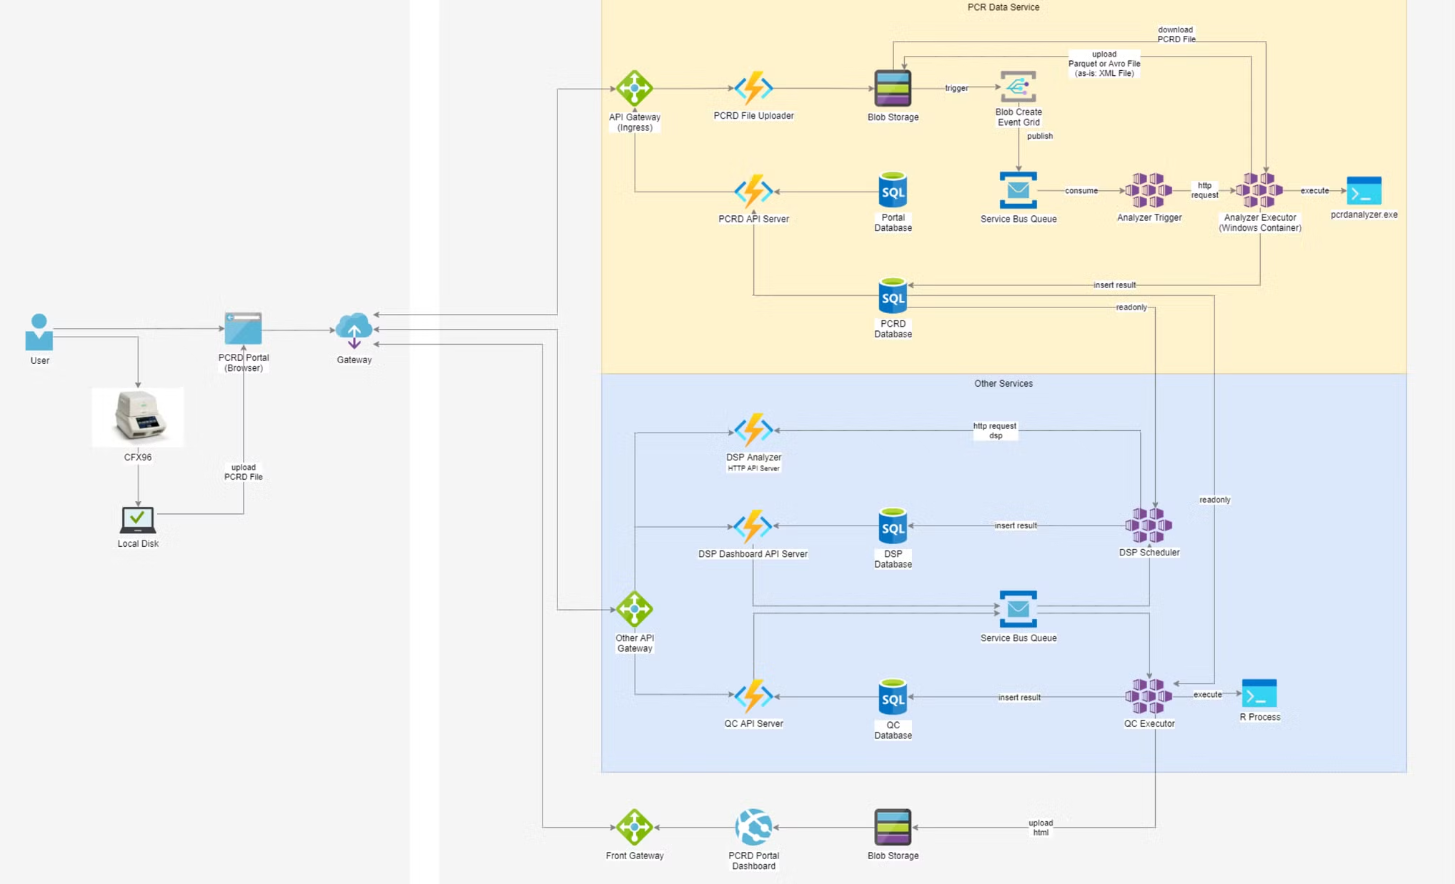 PCR Data Service
download
PCRD File
upload
Parquet or Avro File
(as-is: XML File)
API Gateway
(Ingress)
PCRD File Uploader
Blob Storage
trigger
Blob Create
Event Grid
publish
PCRD API Server
Portal
Database
Service Bus Queue
consume
Analyzer Trigger
http
request
Analyzer Executor
(Windows Container)
execute
pcrdanalyzer.exe
insert result
readonly
PCRD
Database
User
PCRD Portal
(Browser)
Gateway
CFX96
upload
PCRD File
Local Disk
Other Services
DSP Analyzer
HTTP API Server
http request
dsp
readonly
DSP Dashboard API Server
DSP
Database
insert result
DSP Scheduler
Other API
Gateway
Service Bus Queue
QC API Server
QC
Database
insert result
QC Executor
execute
R Process
Front Gateway
PCRD Portal
Dashboard
Blob Storage
upload
html